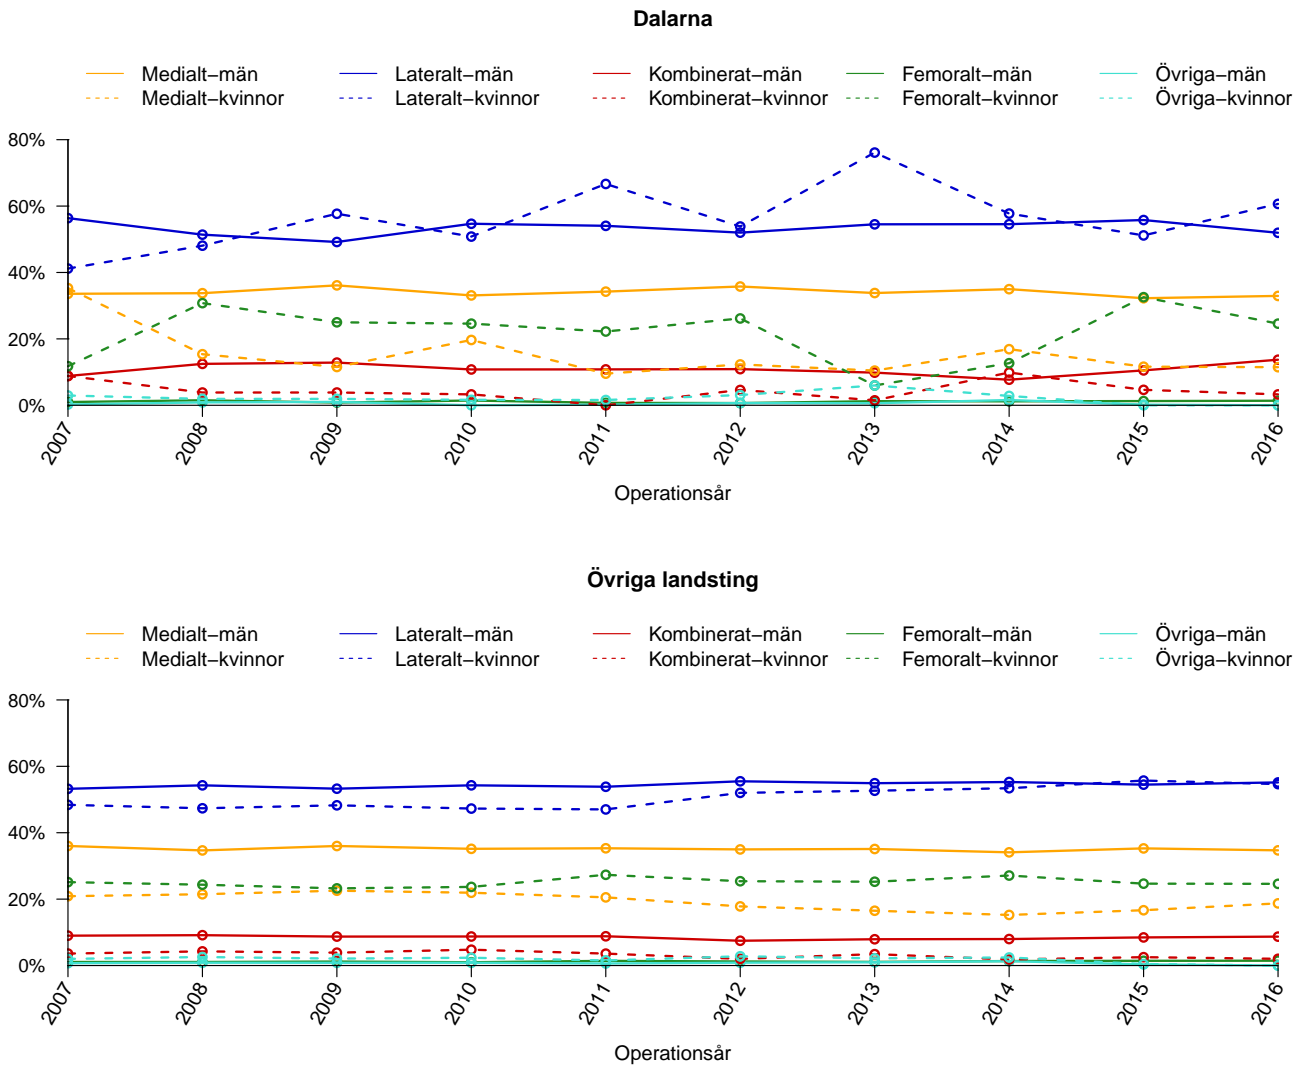 Dalarna
Medialt−män Lateralt−män Kombinerat−män Femoralt−män Övriga−män
Medialt−kvinnor Lateralt−kvinnor Kombinerat−kvinnor Femoralt−kvinnor Övriga−kvinnor
80%
60%
40%
20%
0%
2007 2008 2009 2010 2011 2012 2013 2014 2015 2016
Operationsår
Övriga landsting
Medialt−män Lateralt−män Kombinerat−män Femoralt−män Övriga−män
Medialt−kvinnor Lateralt−kvinnor Kombinerat−kvinnor Femoralt−kvinnor Övriga−kvinnor
80%
60%
40%
20%
0%
2007 2008 2009 2010 2011 2012 2013 2014 2015 2016
Operationsår